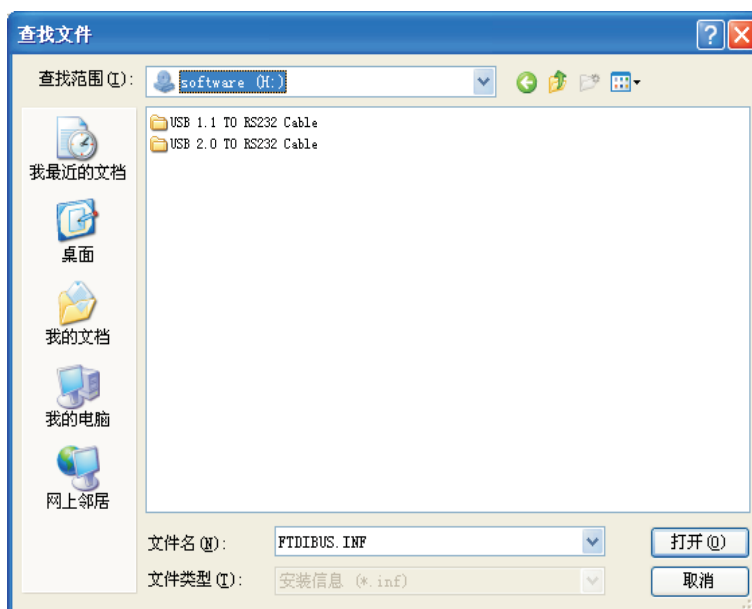 查找文件
查找范围(I):
software (H:)
USB 1.1 TO RS232 Cable
USB 2.0 TO RS232 Cable
我最近的文档
桌面
我的文档
我的电脑
网上邻居
文件名(N):
FTDIBUS.INF
打开(O)
文件类型(T):
安装信息 (*.inf)
取消